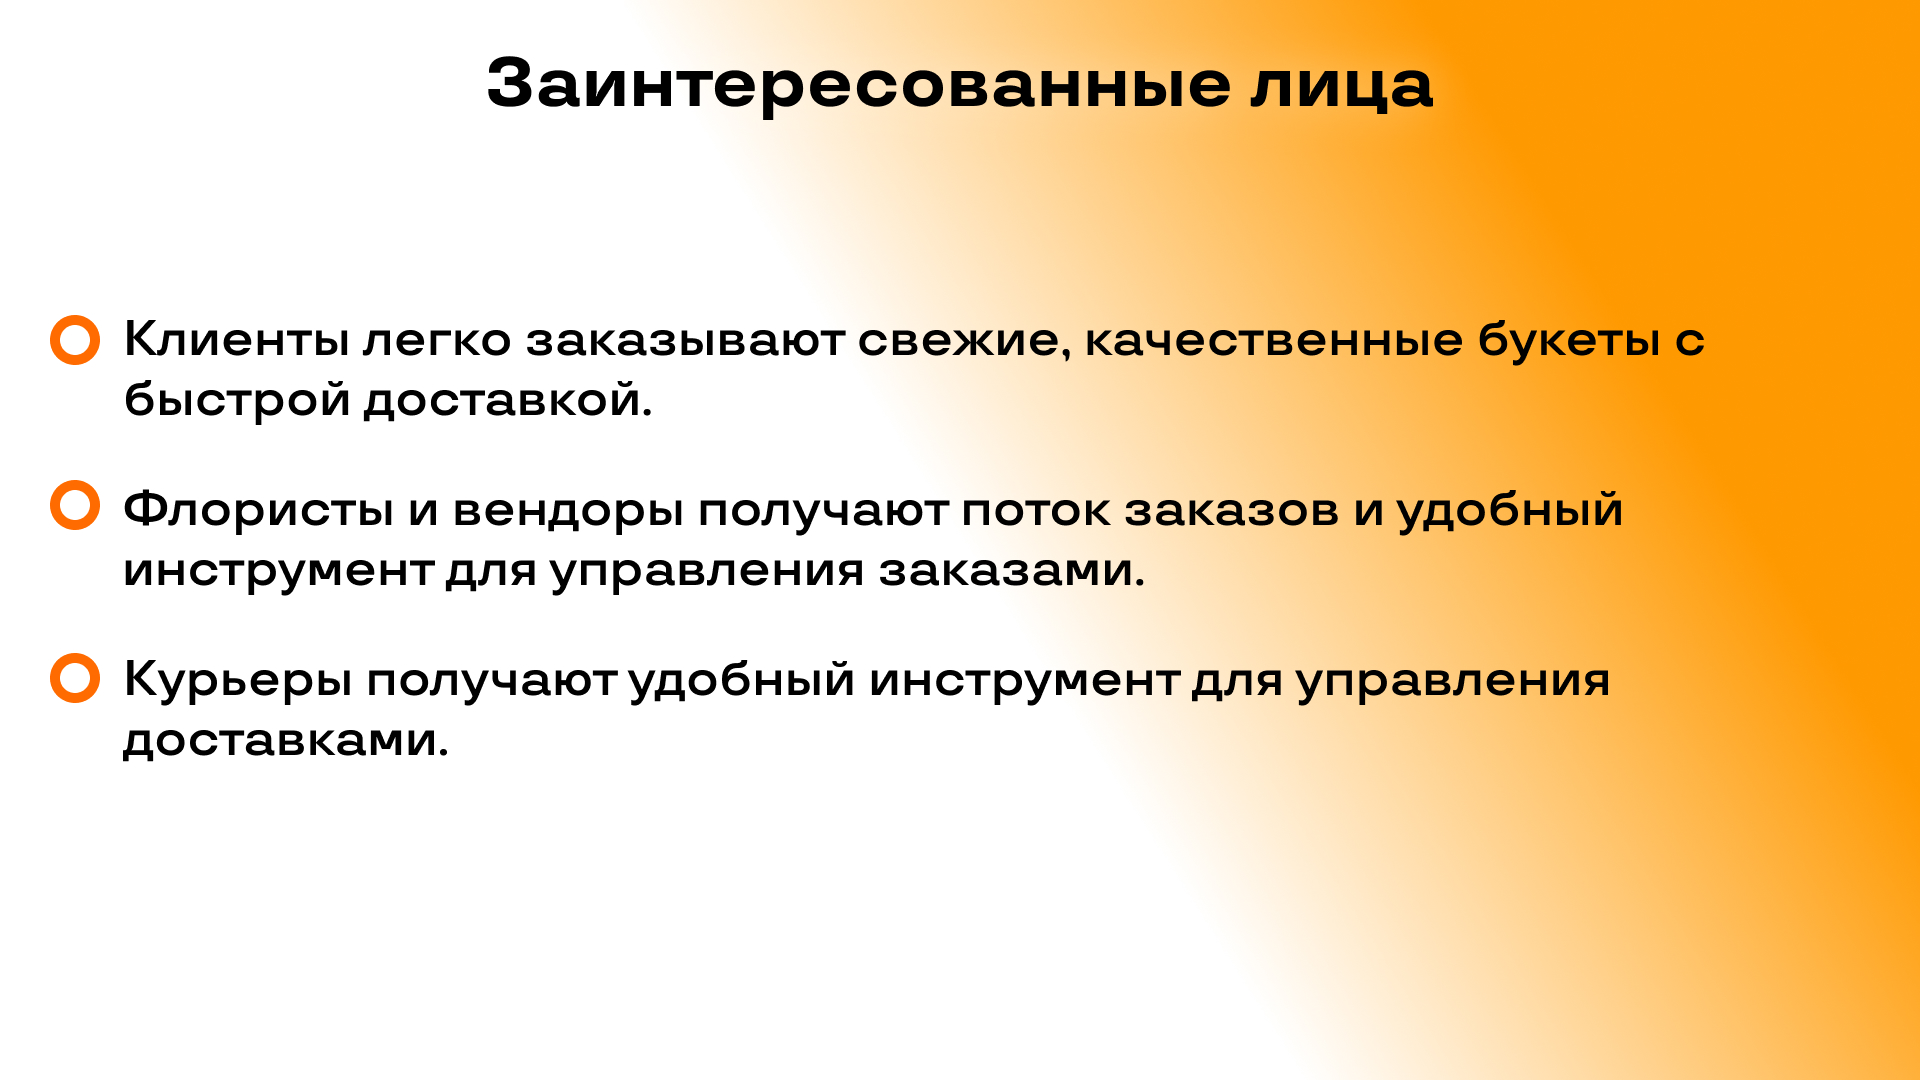 Заинтересованные лица
Клиенты легко заказывают свежие, качественные букеты с
быстрой доставкой.
Флористы и вендоры получают поток заказов и удобный
инструмент для управления заказами.
Курьеры получают удобный инструмент для управления
доставками.